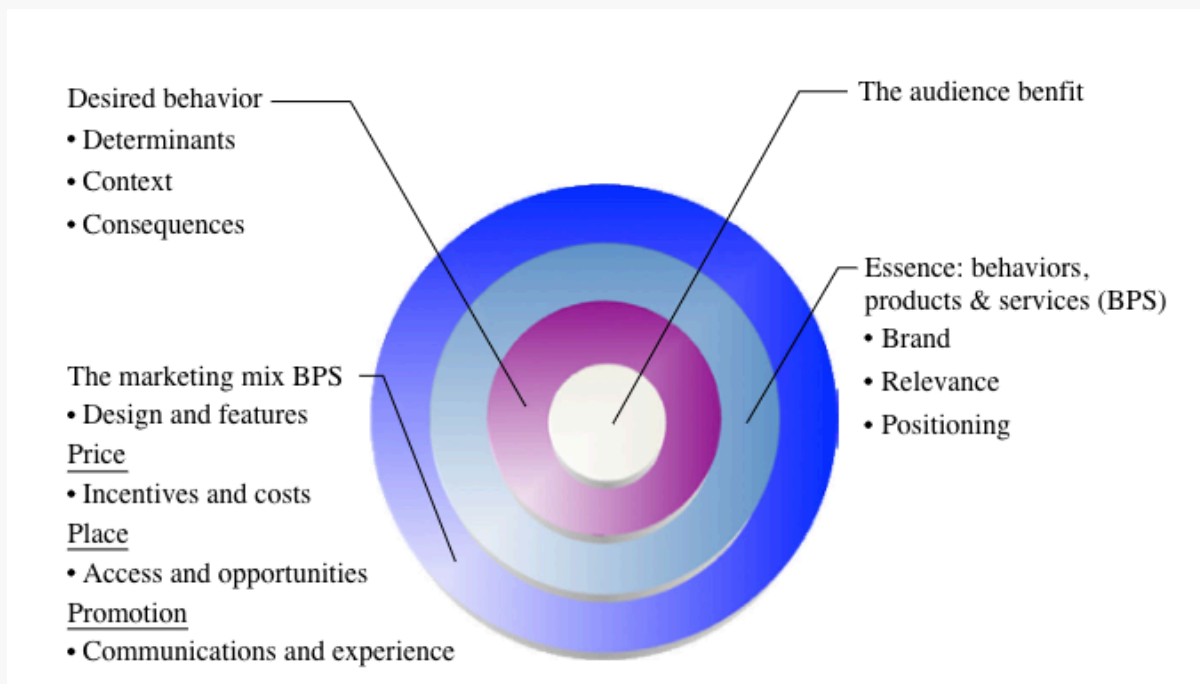 Desired behavior
• Determinants
• Context
• Consequences
The marketing mix BPS
• Design and features
Price
• Incentives and costs
Place
• Access and opportunities
Promotion
• Communications and experience
The audience benfit
Essence: behaviors,
products & services (BPS)
• Brand
• Relevance
• Positioning